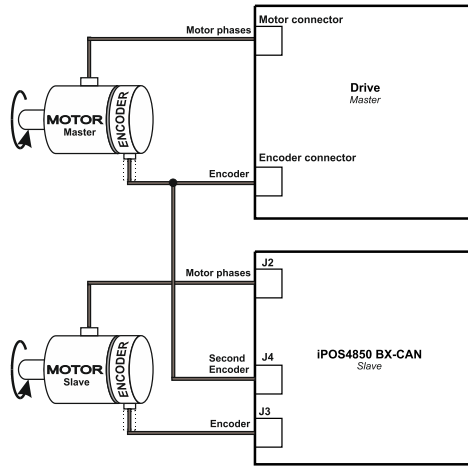 Motor connector
Motor phases
Drive
Master
MOTOR
Master
ENCODER
Encoder connector
Encoder
J2
Motor phases
iPOS4850 BX-CAN
Slave
MOTOR
Slave
ENCODER
Second
Encoder
J4
J3
Encoder